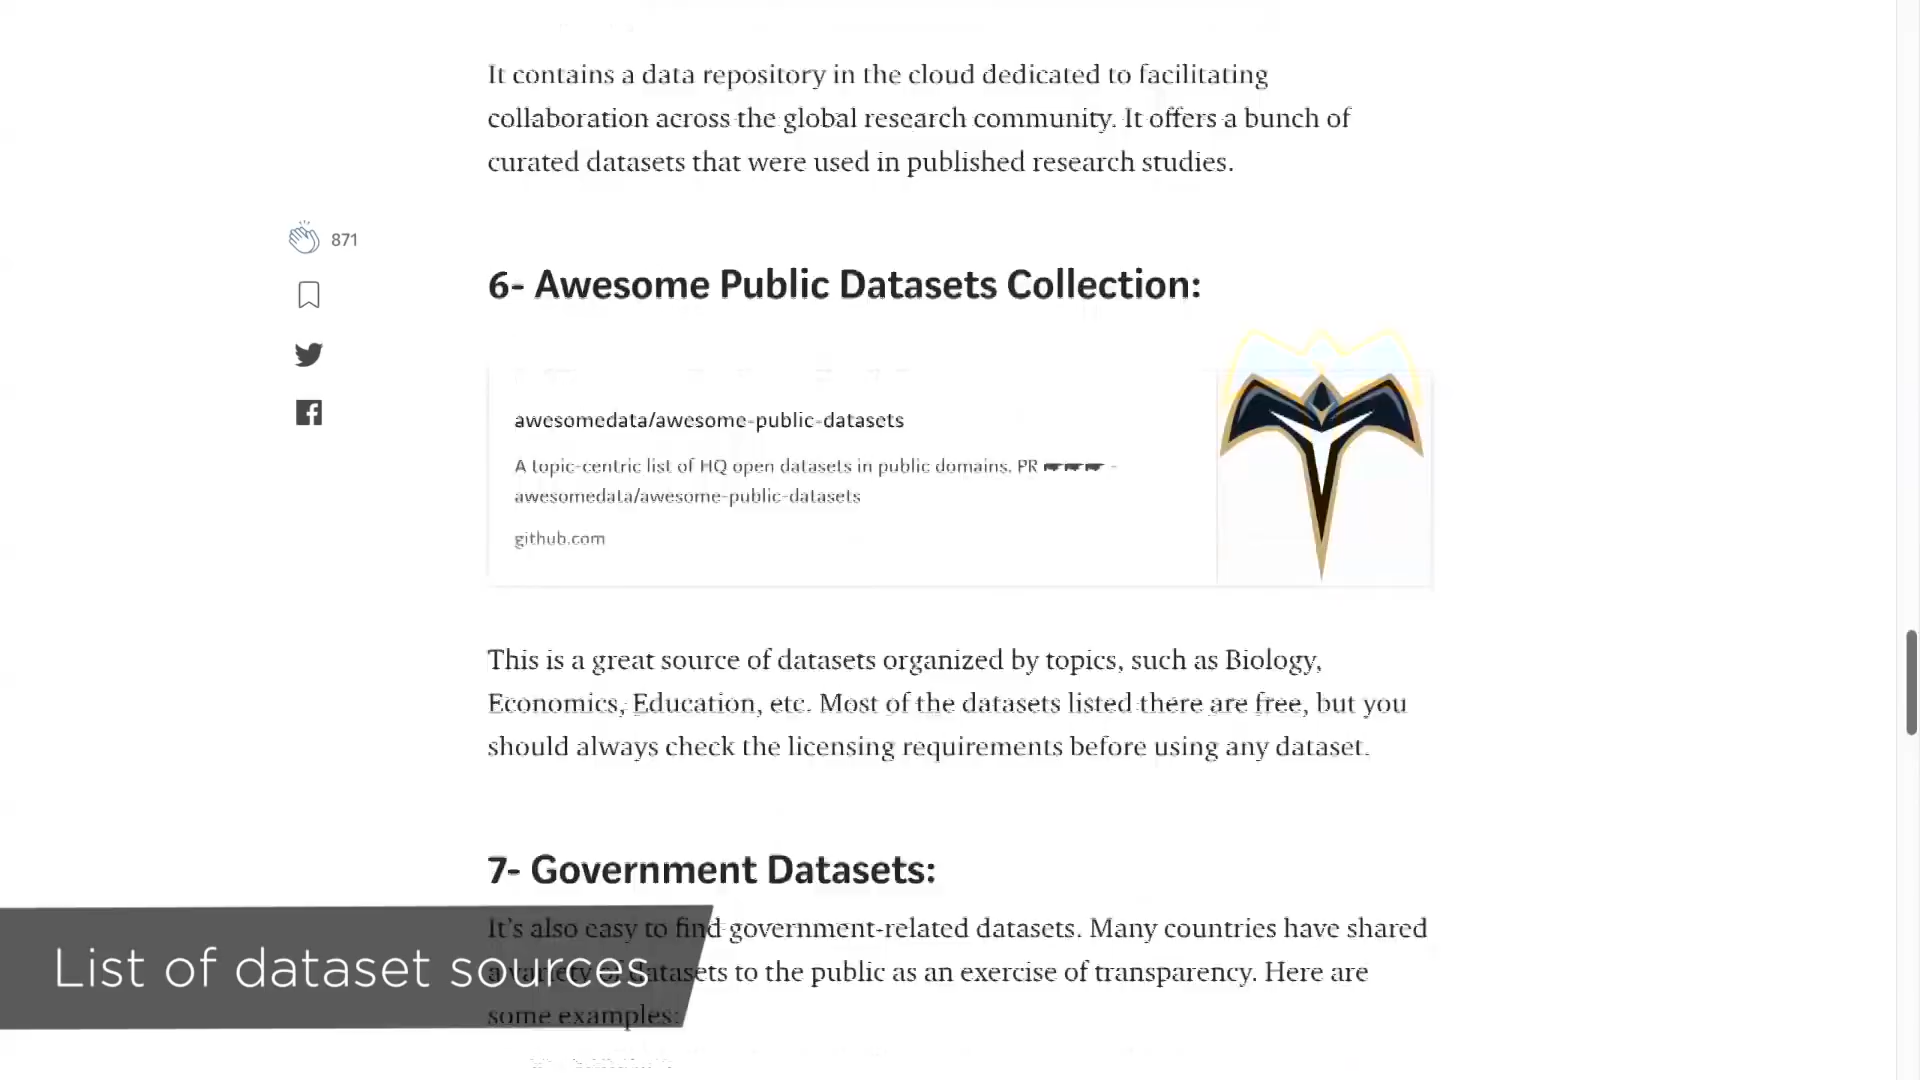 It contains a data repository in the cloud dedicated to facilitating
collaboration across the global research community. It offers a bunch of
curated datasets that were used in published research studies.
871
6- Awesome Public Datasets Collection:
awesomedata/awesome-public-datasets
A topic-centric list of HQ open datasets in public domains. PR -
awesomedata/awesome-public-datasets
github.com
This is a great source of datasets organized by topics, such as Biology,
Economics, Education, etc. Most of the datasets listed there are free, but you
should always check the licensing requirements before using any dataset.
7- Government Datasets:
It’s also easy to find government-related datasets. Many countries have shared
a variety of datasets to the public as an exercise of transparency. Here are
some examples:
List of dataset sources